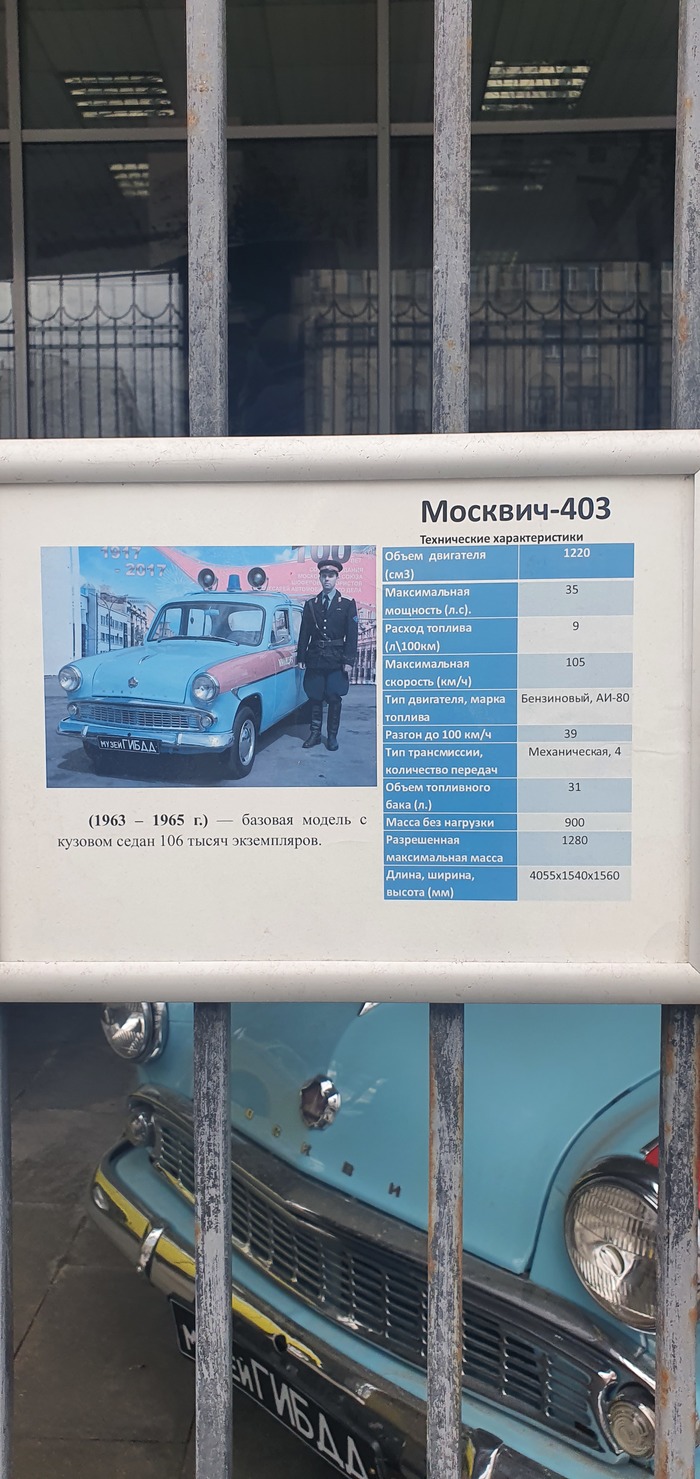 Москвич-403
Технические характеристики
1917
- 2017
100
МУЗЕЙ ГИБДД
Объем двигателя 1220
(см3)
Максимальная 35
мощность (л.с).
Расход топлива 9
(л\100км)
Максимальная 105
скорость (км/ч)
Тип двигателя, марка Бензиновый, АИ-80
топлива
Разгон до 100 км/ч 39
Тип трансмиссии, Механическая, 4
количество передач
Объем топливного 31
бака (л.)
Масса без нагрузки 900
Разрешенная 1280
максимальная масса
Длина, ширина, 4055х1540х1560
высота (мм)
(1963 – 1965 г.) — базовая модель с
кузовом седан 106 тысяч экземпляров.
ОСКВИ
МУЗЕЙ ГИБДД